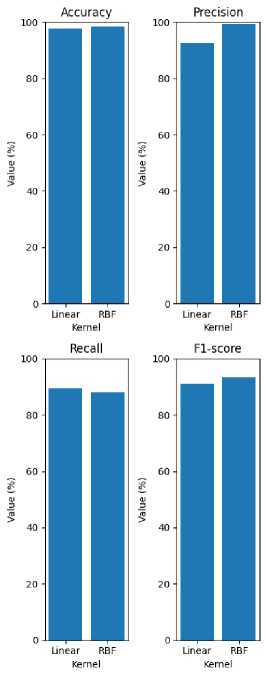 Accuracy
Precision
Value (%)
100
80
60
40
20
0
Linear RBF
Kernel
Value (%)
100
80
60
40
20
0
Linear RBF
Kernel
Recall
F1-score
Value (%)
100
80
60
40
20
0
Linear RBF
Kernel
Value (%)
100
80
60
40
20
0
Linear RBF
Kernel